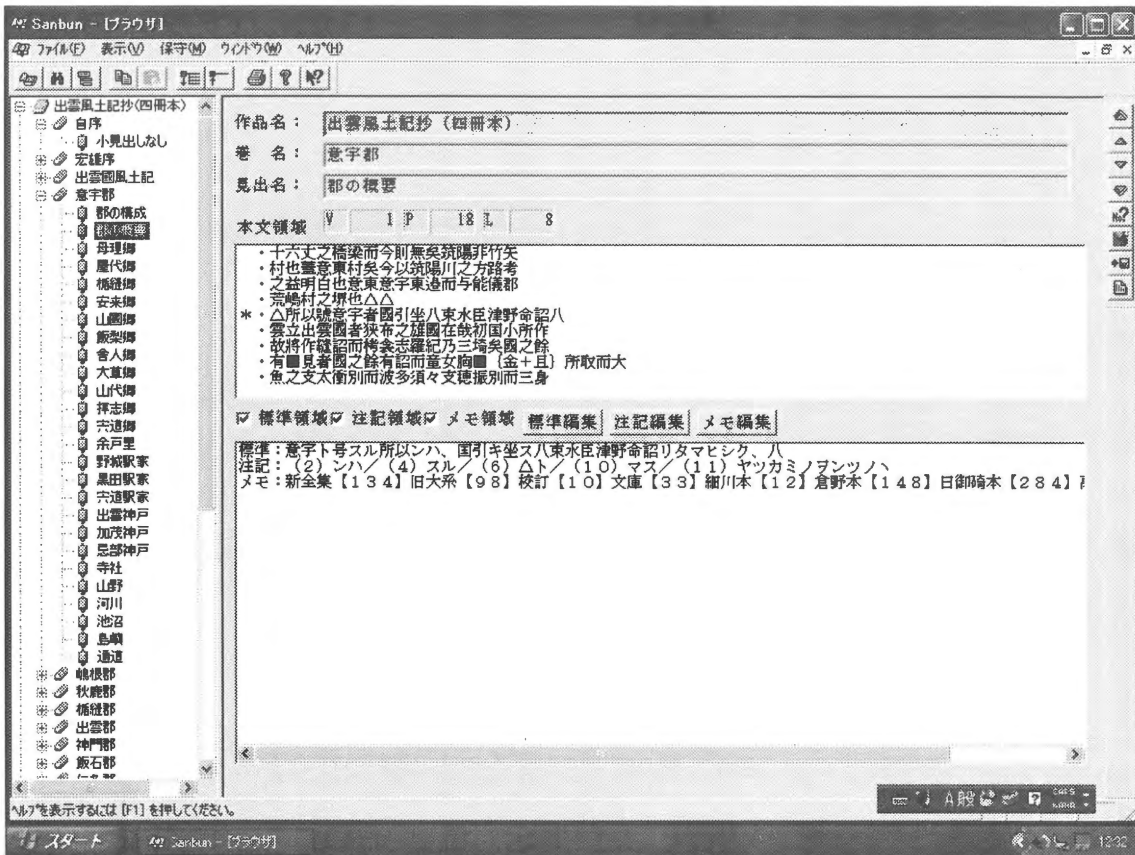 Sanbun - [ブラウザ]
ファイル(F) 表示(V) 保守(M) ウィンドウ(W) ヘルプ(H)
出雲風土記抄(四冊本)
自序
小見出しなし
宏雄序
出雲國風土記
意宇郡
郡の構成
郡の概要
母理郷
屋代郷
楯縫郷
安来郷
山國郷
飯梨郷
舎人郷
大草郷
山代郷
拝志郷
宍道郷
余戸里
野城駅家
黒田駅家
宍道駅家
出雲神戸
加茂神戸
忌部神戸
寺社
山野
河川
池沼
島嶼
通道
嶋根郡
秋鹿郡
楯縫郡
出雲郡
神門郡
飯石郡
作品名: 出雲風土記抄(四冊本)
巻 名: 意宇郡
見出名: 郡の概要
本文領域 V 1 P 18 L 8
・十六丈之橋梁而今則無矣筑陽非竹矢
・村也蓋意東村矣今以筑陽川之方路考
・之益明白也意東意宇東邉而与能儀郡
・荒嶋村之堺也△△
*・△所以號意宇者國引坐八束水臣津野命詔八
・雲立出雲國者狭布之雄國在哉初国小所作
・故將作縫詔而栲衾志羅紀乃三埼矣國之餘
・有■見者國之餘有詔而童女胸■{金+且}所取而大
・魚之支太衝別而波多須々支穂振別而三身
標準領域 注記領域 メモ領域 標準編集 注記編集 メモ編集
標準:意宇ト号スル所以ンハ、国引キ坐ス八束水臣津野命詔リタマヒシク、八
注記:(2)ンハ/(4)スル/(6)△ト/(10)マス/(11)ヤツカミノヲンツノヽ
メモ:新全集【134】旧大系【98】校訂【10】文庫【33】細川本【12】倉野本【148】日御碕本【284】
ヘルプを表示するには [F1] を押してください。
A般
CAPS
KANA
スタート Sanbun - [ブラウザ] 12:32